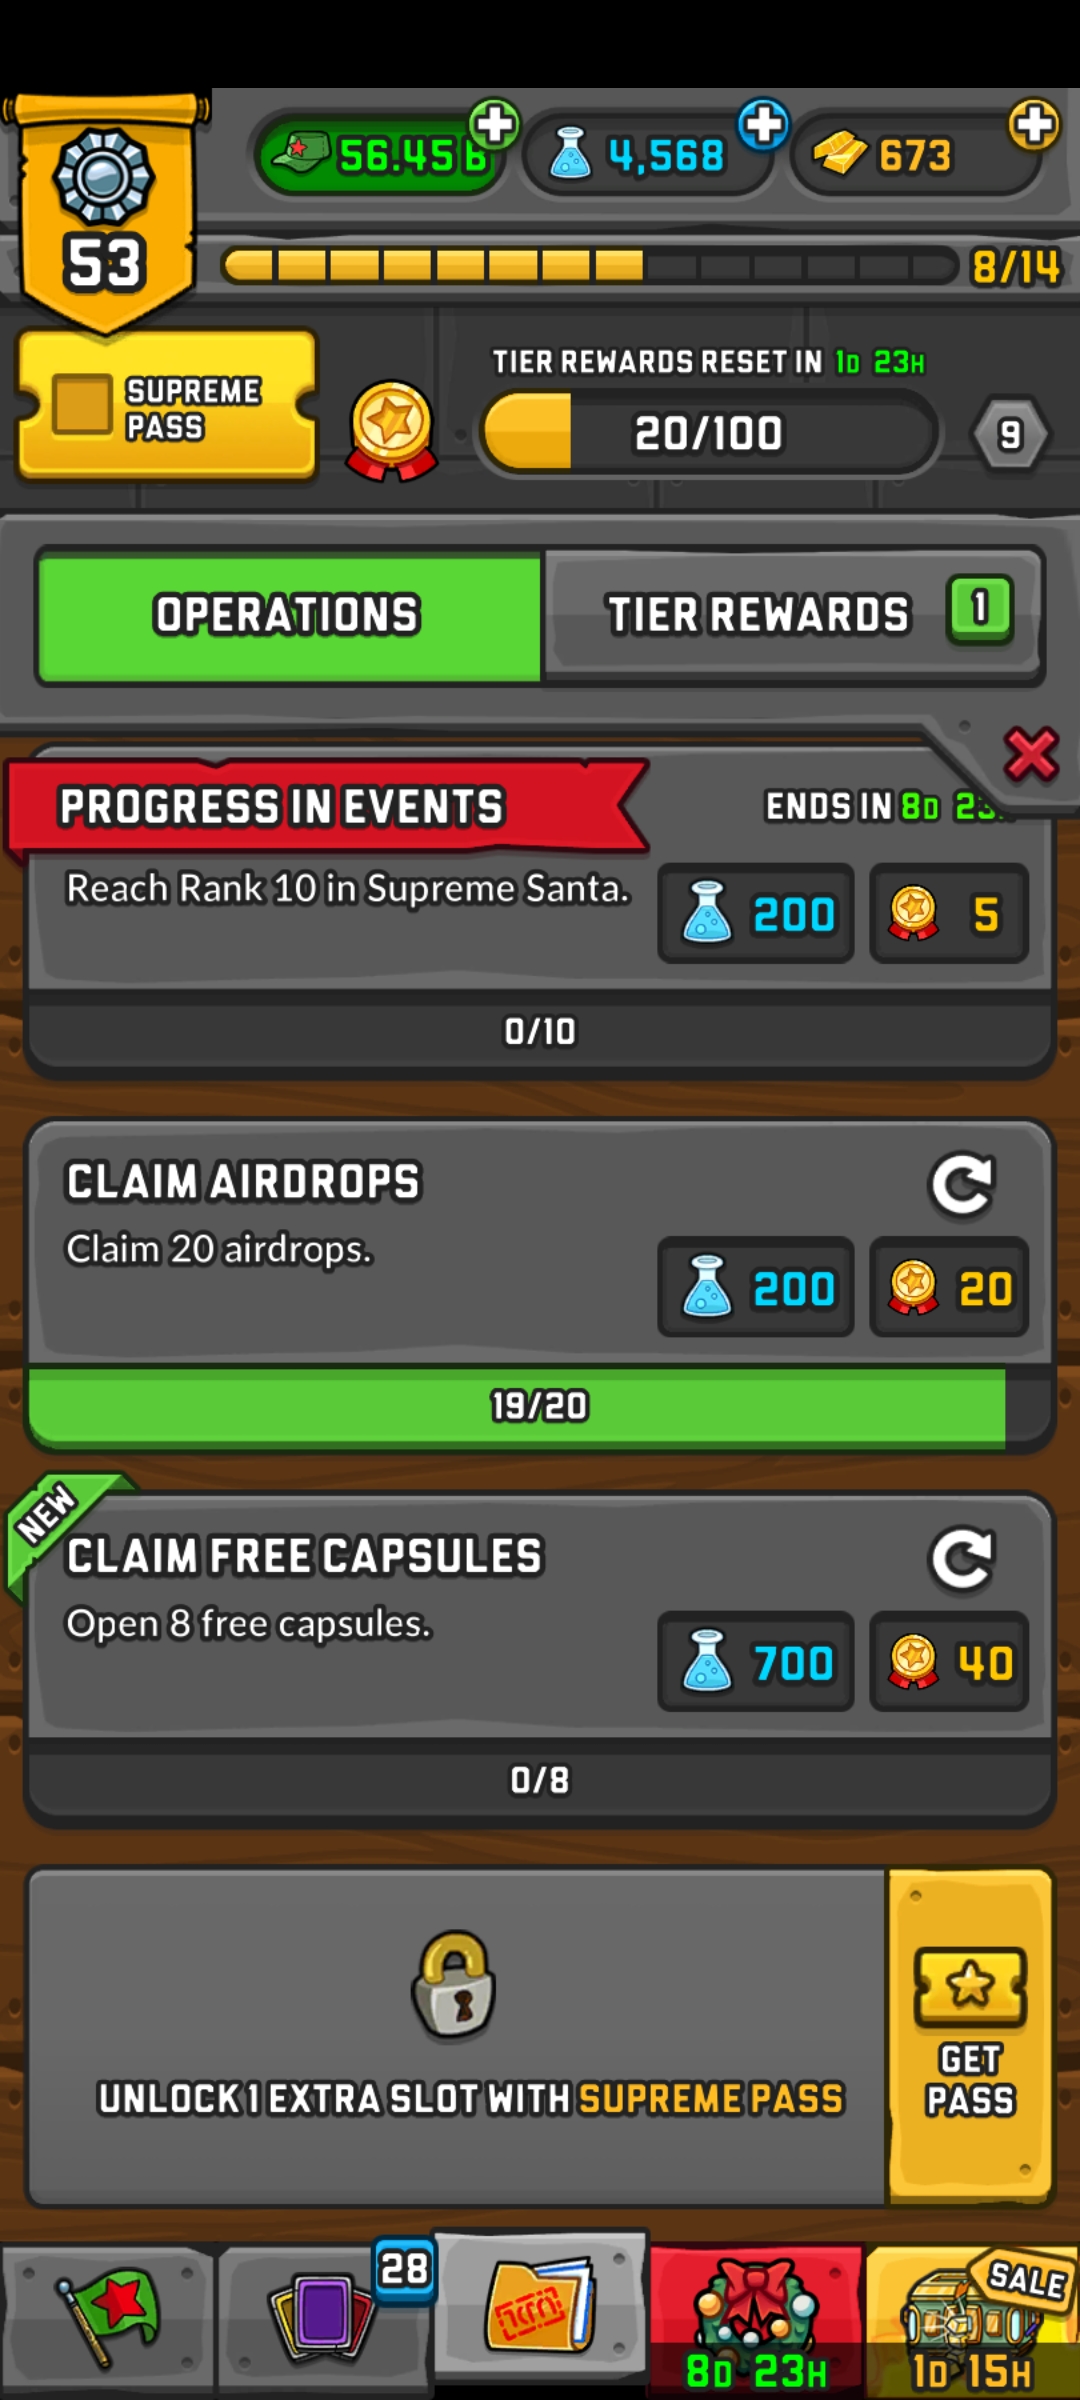 56.45B
4,568
673
53
8/14
SUPREME
PASS
TIER REWARDS RESET IN 1D 23H
20/100
9
OPERATIONS
TIER REWARDS
1
PROGRESS IN EVENTS
ENDS IN 8D 23
Reach Rank 10 in Supreme Santa.
200
5
0/10
CLAIM AIRDROPS
Claim 20 airdrops.
200
20
19/20
NEW
CLAIM FREE CAPSULES
Open 8 free capsules.
700
40
0/8
UNLOCK 1 EXTRA SLOT WITH SUPREME PASS
GET
PASS
28
SALE
8D 23H
1D 15H